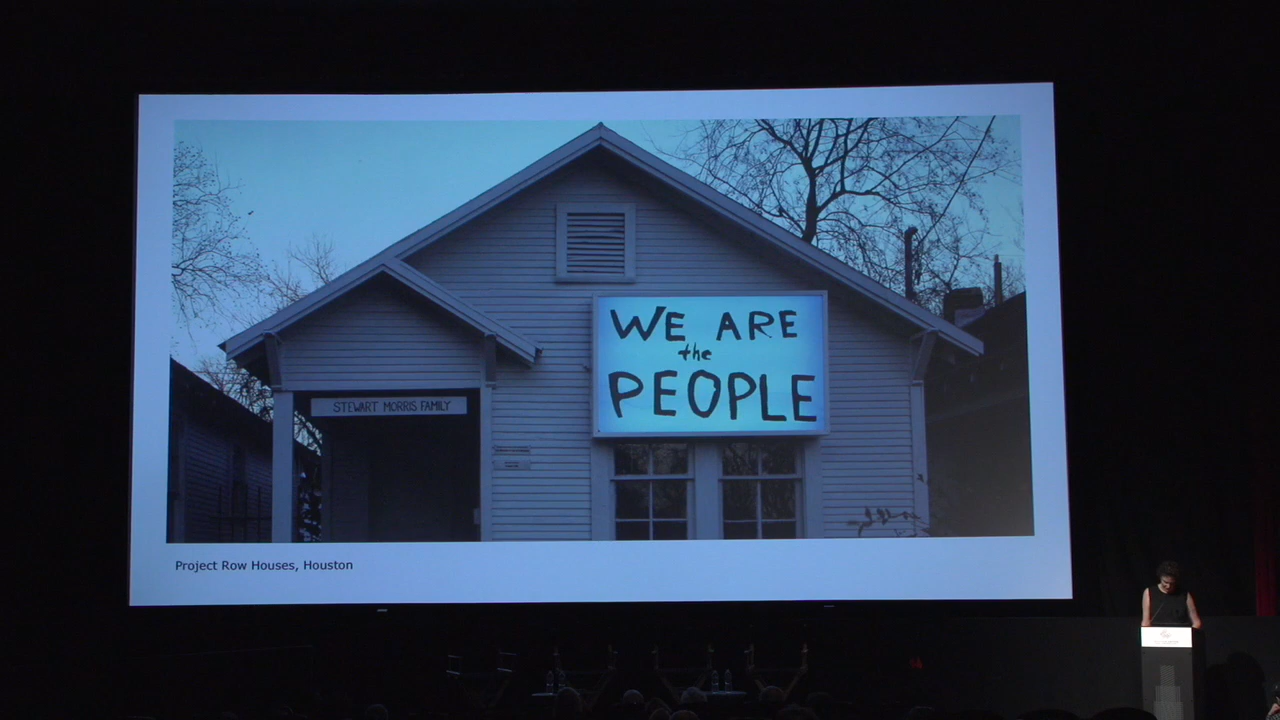 WE ARE
the
PEOPLE
STEWART MORRIS FAMILY
Project Row Houses, Houston